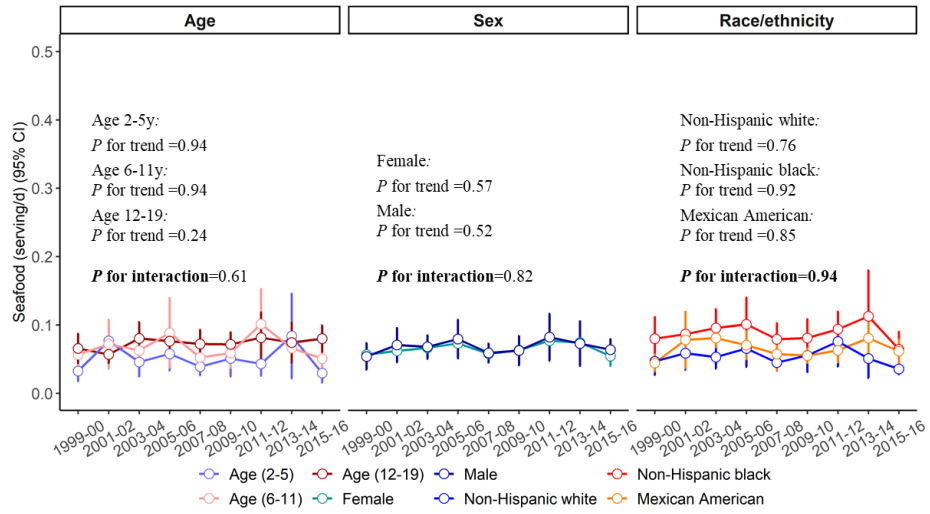 Age
Sex
Race/ethnicity
Seafood (serving/d) (95% CI)
0.5
0.4
0.3
0.2
0.1
0.0
Age 2-5y:
P for trend =0.94
Age 6-11y:
P for trend =0.94
Age 12-19:
P for trend =0.24
P for interaction=0.61
Female:
P for trend =0.57
Male:
P for trend =0.52
P for interaction=0.82
Non-Hispanic white:
P for trend =0.76
Non-Hispanic black:
P for trend =0.92
Mexican American:
P for trend =0.85
P for interaction=0.94
1999-00
2001-02
2003-04
2005-06
2007-08
2009-10
2011-12
2013-14
2015-16
1999-00
2001-02
2003-04
2005-06
2007-08
2009-10
2011-12
2013-14
2015-16
1999-00
2001-02
2003-04
2005-06
2007-08
2009-10
2011-12
2013-14
2015-16
Age (2-5)
Age (12-19)
Male
Non-Hispanic black
Age (6-11)
Female
Non-Hispanic white
Mexican American